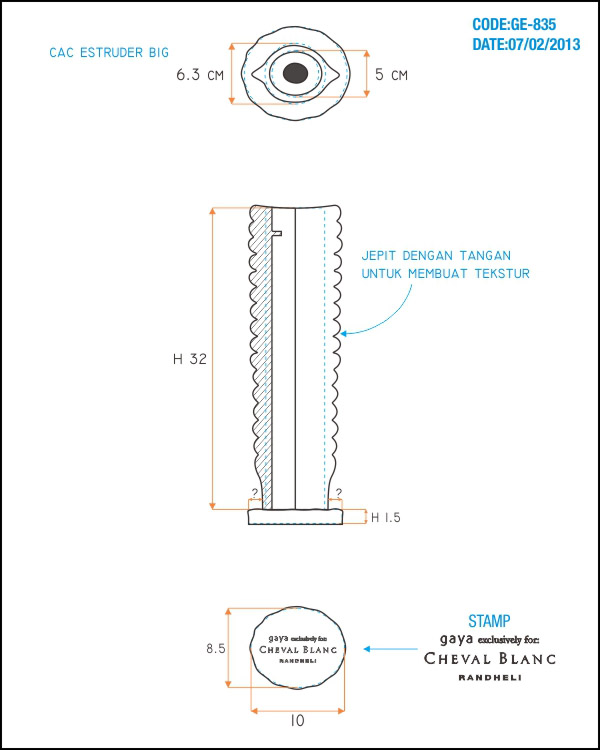 CODE:GE-835
DATE:07/02/2013
CAC ESTRUDER BIG
6.3 CM
5 CM
JEPIT DENGAN TANGAN
UNTUK MEMBUAT TEKSTUR
H 32
?
?
H 1.5
8.5
gaya exclusively for:
CHEVAL BLANC
RANDHELI
10
STAMP
gaya exclusively for:
CHEVAL BLANC
RANDHELI